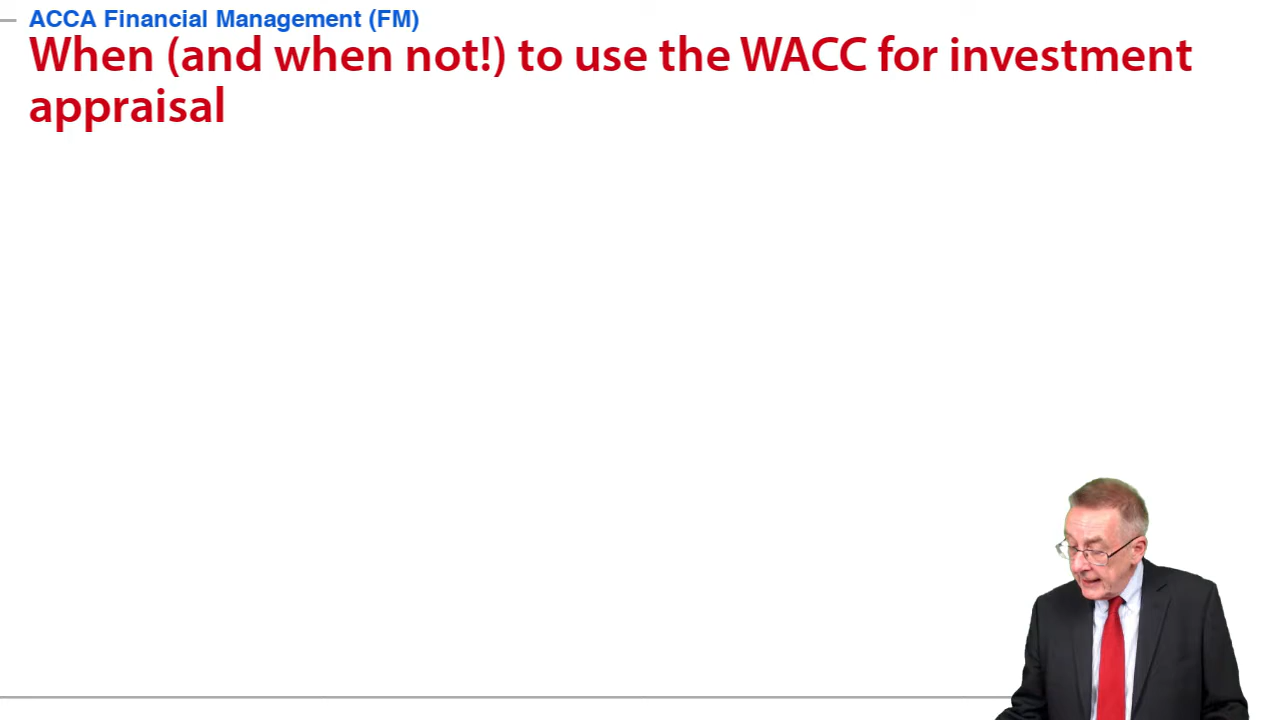 ACCA Financial Management (FM)
When (and when not!) to use the WACC for investment
appraisal